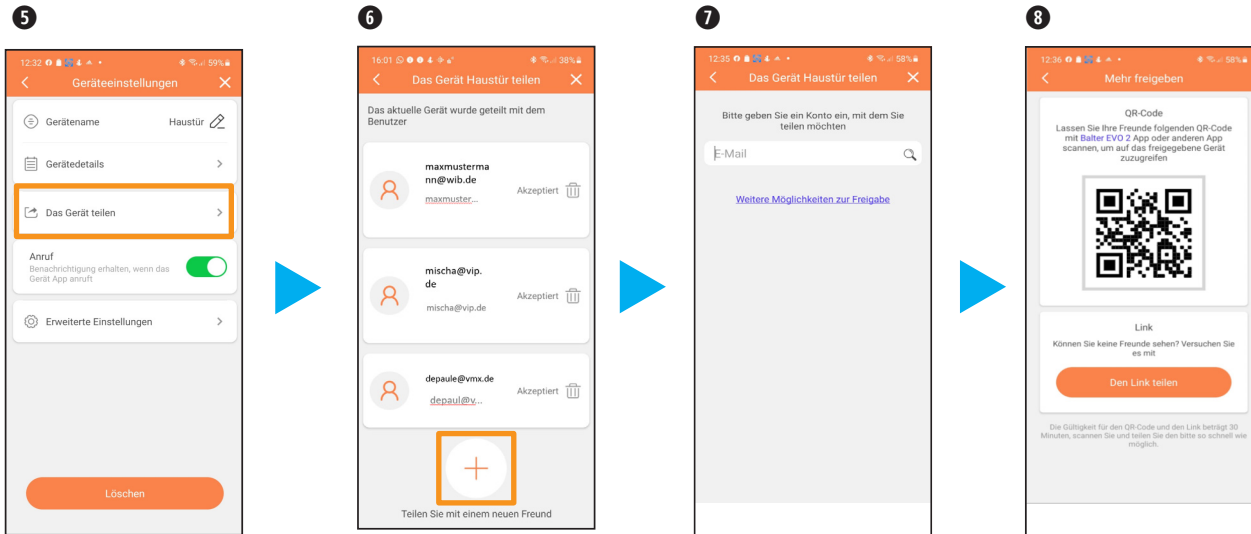 5
12:32 59%
Geräteeinstellungen
Gerätename Haustür
Gerätedetails
Das Gerät teilen
Anruf
Benachrichtigung erhalten, wenn das
Gerät App anruft
Erweiterte Einstellungen
Löschen
6
16:01 38%
Das Gerät Haustür teilen
Das aktuelle Gerät wurde geteilt mit dem
Benutzer
maxmusterma
nn@wib.de
maxmuster...
Akzeptiert
mischa@vip.
de
mischa@vip.de
Akzeptiert
depaule@vmx.de
depaul@v...
Akzeptiert
Teilen Sie mit einem neuen Freund
7
12:35 58%
Das Gerät Haustür teilen
Bitte geben Sie ein Konto ein, mit dem Sie
teilen möchten
E-Mail
Weitere Möglichkeiten zur Freigabe
8
12:36 58%
Mehr freigeben
QR-Code
Lassen Sie Ihre Freunde folgenden QR-Code
mit Balter EVO 2 App oder anderen App
scannen, um auf das freigegebene Gerät
zuzugreifen
Link
Können Sie keine Freunde sehen? Versuchen Sie
es mit
Den Link teilen
Die Gültigkeit für den QR-Code und den Link beträgt 30
Minuten, scannen Sie und teilen Sie den bitte so schnell wie
möglich.